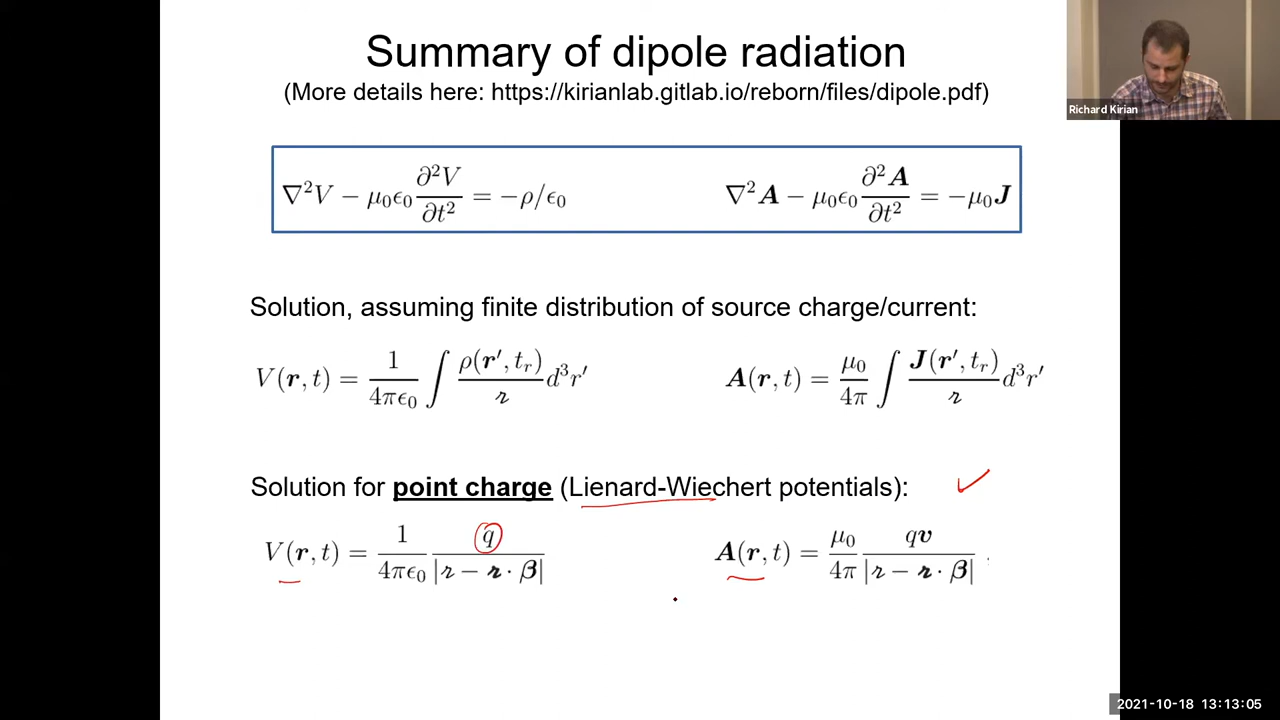 Summary of dipole radiation
(More details here: https://kirianlab.gitlab.io/reborn/files/dipole.pdf)
Richard Kirian
∇²V − μ₀ϵ₀ ∂²V/∂t² = −ρ/ϵ₀
∇²A − μ₀ϵ₀ ∂²A/∂t² = −μ₀J
Solution, assuming finite distribution of source charge/current:
V(r, t) = 1/4πϵ₀ ∫ ρ(r′, tᵣ)/𝓇 d³r′
A(r, t) = μ₀/4π ∫ J(r′, tᵣ)/𝓇 d³r′
Solution for point charge (Lienard-Wiechert potentials):
V(r, t) = 1/4πϵ₀ q/|𝓇 − 𝓇 · β|
A(r, t) = μ₀/4π qv/|𝓇 − 𝓇 · β|
2021-10-18 13:13:05